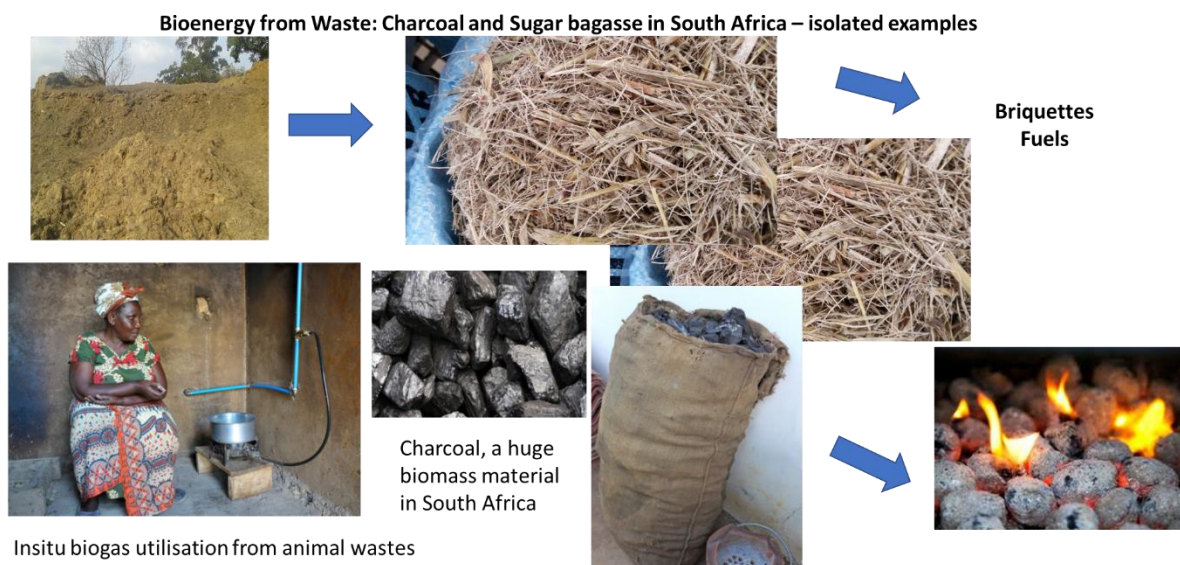 Bioenergy from Waste: Charcoal and Sugar bagasse in South Africa – isolated examples
Briquettes
Fuels
Charcoal, a huge
biomass material
in South Africa
Insitu biogas utilisation from animal wastes